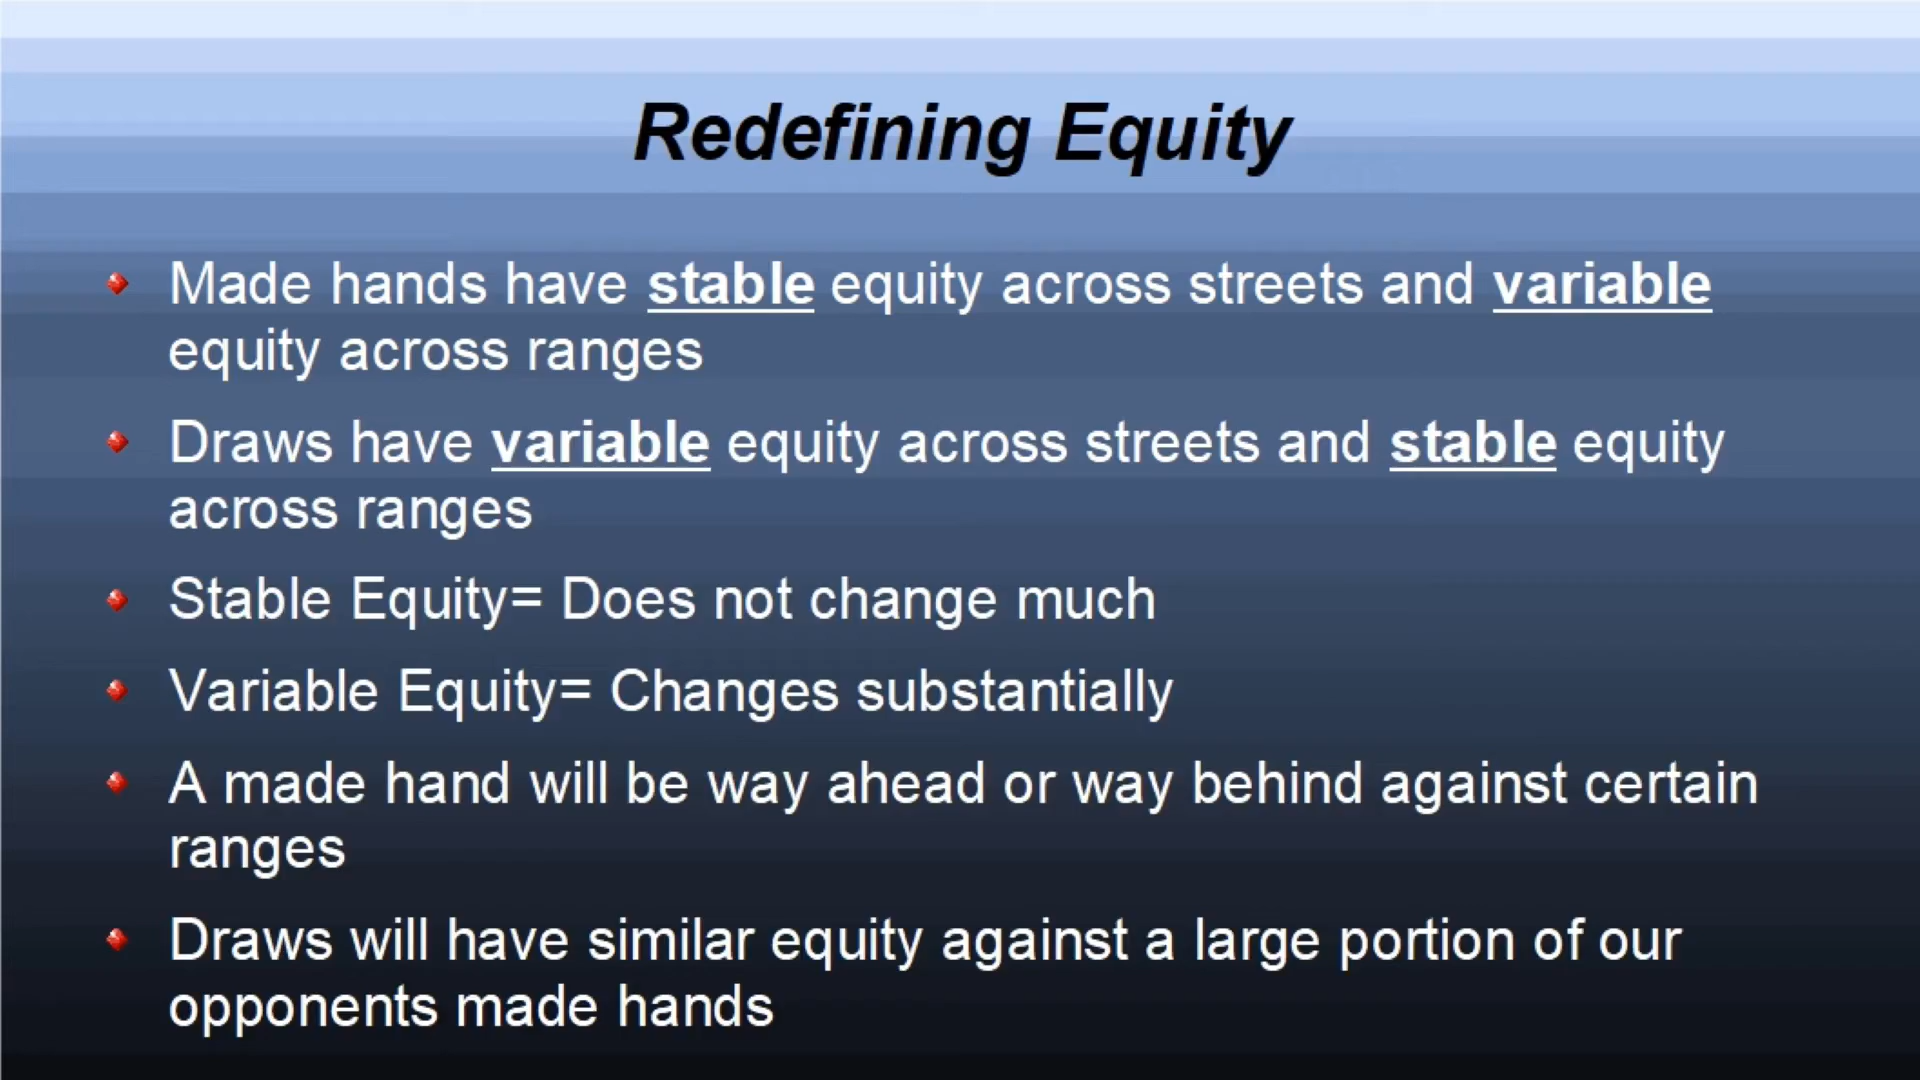 Redefining Equity
Made hands have stable equity across streets and variable
equity across ranges
Draws have variable equity across streets and stable equity
across ranges
Stable Equity= Does not change much
Variable Equity= Changes substantially
A made hand will be way ahead or way behind against certain
ranges
Draws will have similar equity against a large portion of our
opponents made hands